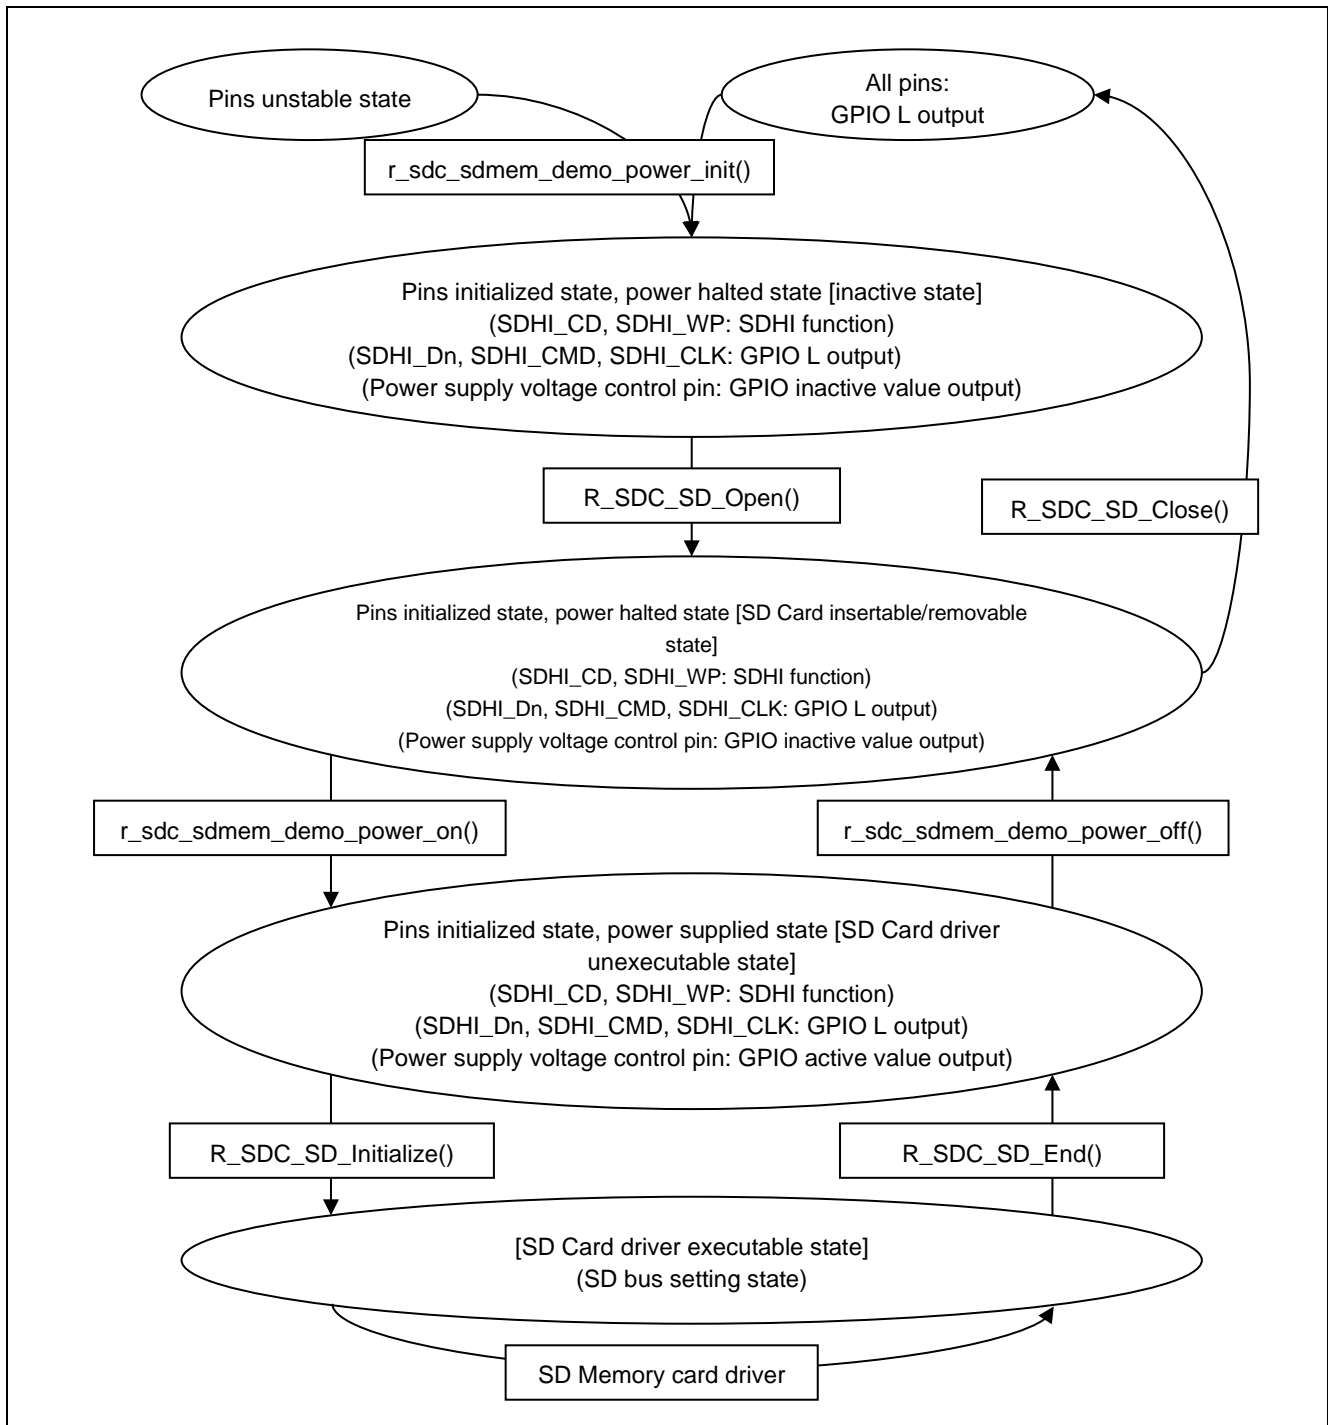 Pins unstable state
All pins:
GPIO L output
r_sdc_sdmem_demo_power_init()
Pins initialized state, power halted state [inactive state]
(SDHI_CD, SDHI_WP: SDHI function)
(SDHI_Dn, SDHI_CMD, SDHI_CLK: GPIO L output)
(Power supply voltage control pin: GPIO inactive value output)
R_SDC_SD_Open()
R_SDC_SD_Close()
Pins initialized state, power halted state [SD Card insertable/removable
state]
(SDHI_CD, SDHI_WP: SDHI function)
(SDHI_Dn, SDHI_CMD, SDHI_CLK: GPIO L output)
(Power supply voltage control pin: GPIO inactive value output)
r_sdc_sdmem_demo_power_on()
r_sdc_sdmem_demo_power_off()
Pins initialized state, power supplied state [SD Card driver
unexecutable state]
(SDHI_CD, SDHI_WP: SDHI function)
(SDHI_Dn, SDHI_CMD, SDHI_CLK: GPIO L output)
(Power supply voltage control pin: GPIO active value output)
R_SDC_SD_Initialize()
R_SDC_SD_End()
[SD Card driver executable state]
(SD bus setting state)
SD Memory card driver